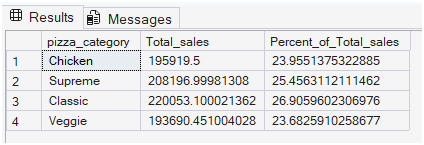 Results Messages
pizza_category Total_sales Percent_of_Total_sales
1 Chicken 195919.5 23.9551375322885
2 Supreme 208196.99981308 25.4563112111462
3 Classic 220053.100021362 26.9059602306976
4 Veggie 193690.451004028 23.6825910258677